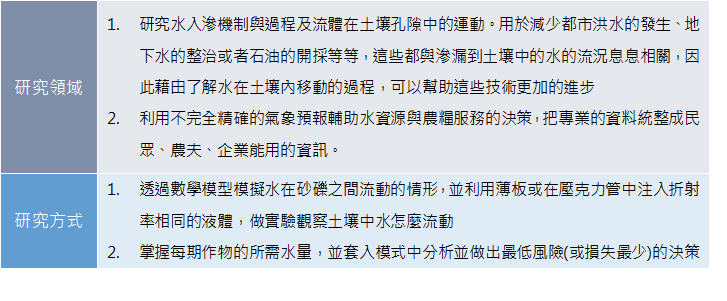 研究領域
1. 研究水入滲機制與過程及流體在土壤孔隙中的運動。用於減少都市洪水的發生、地
下水的整治或者石油的開採等等，這些都與滲漏到土壤中的水的流況息息相關，因
此藉由了解水在土壤內移動的過程，可以幫助這些技術更加的進步
2. 利用不完全精確的氣象預報輔助水資源與農糧服務的決策，把專業的資料統整成民
眾、農夫、企業能用的資訊。
研究方式
1. 透過數學模型模擬水在砂礫之間流動的情形，並利用薄板或在壓克力管中注入折射
率相同的液體，做實驗觀察土壤中水怎麼流動
2. 掌握每期作物的所需水量，並套入模式中分析並做出最低風險(或損失最少)的決策